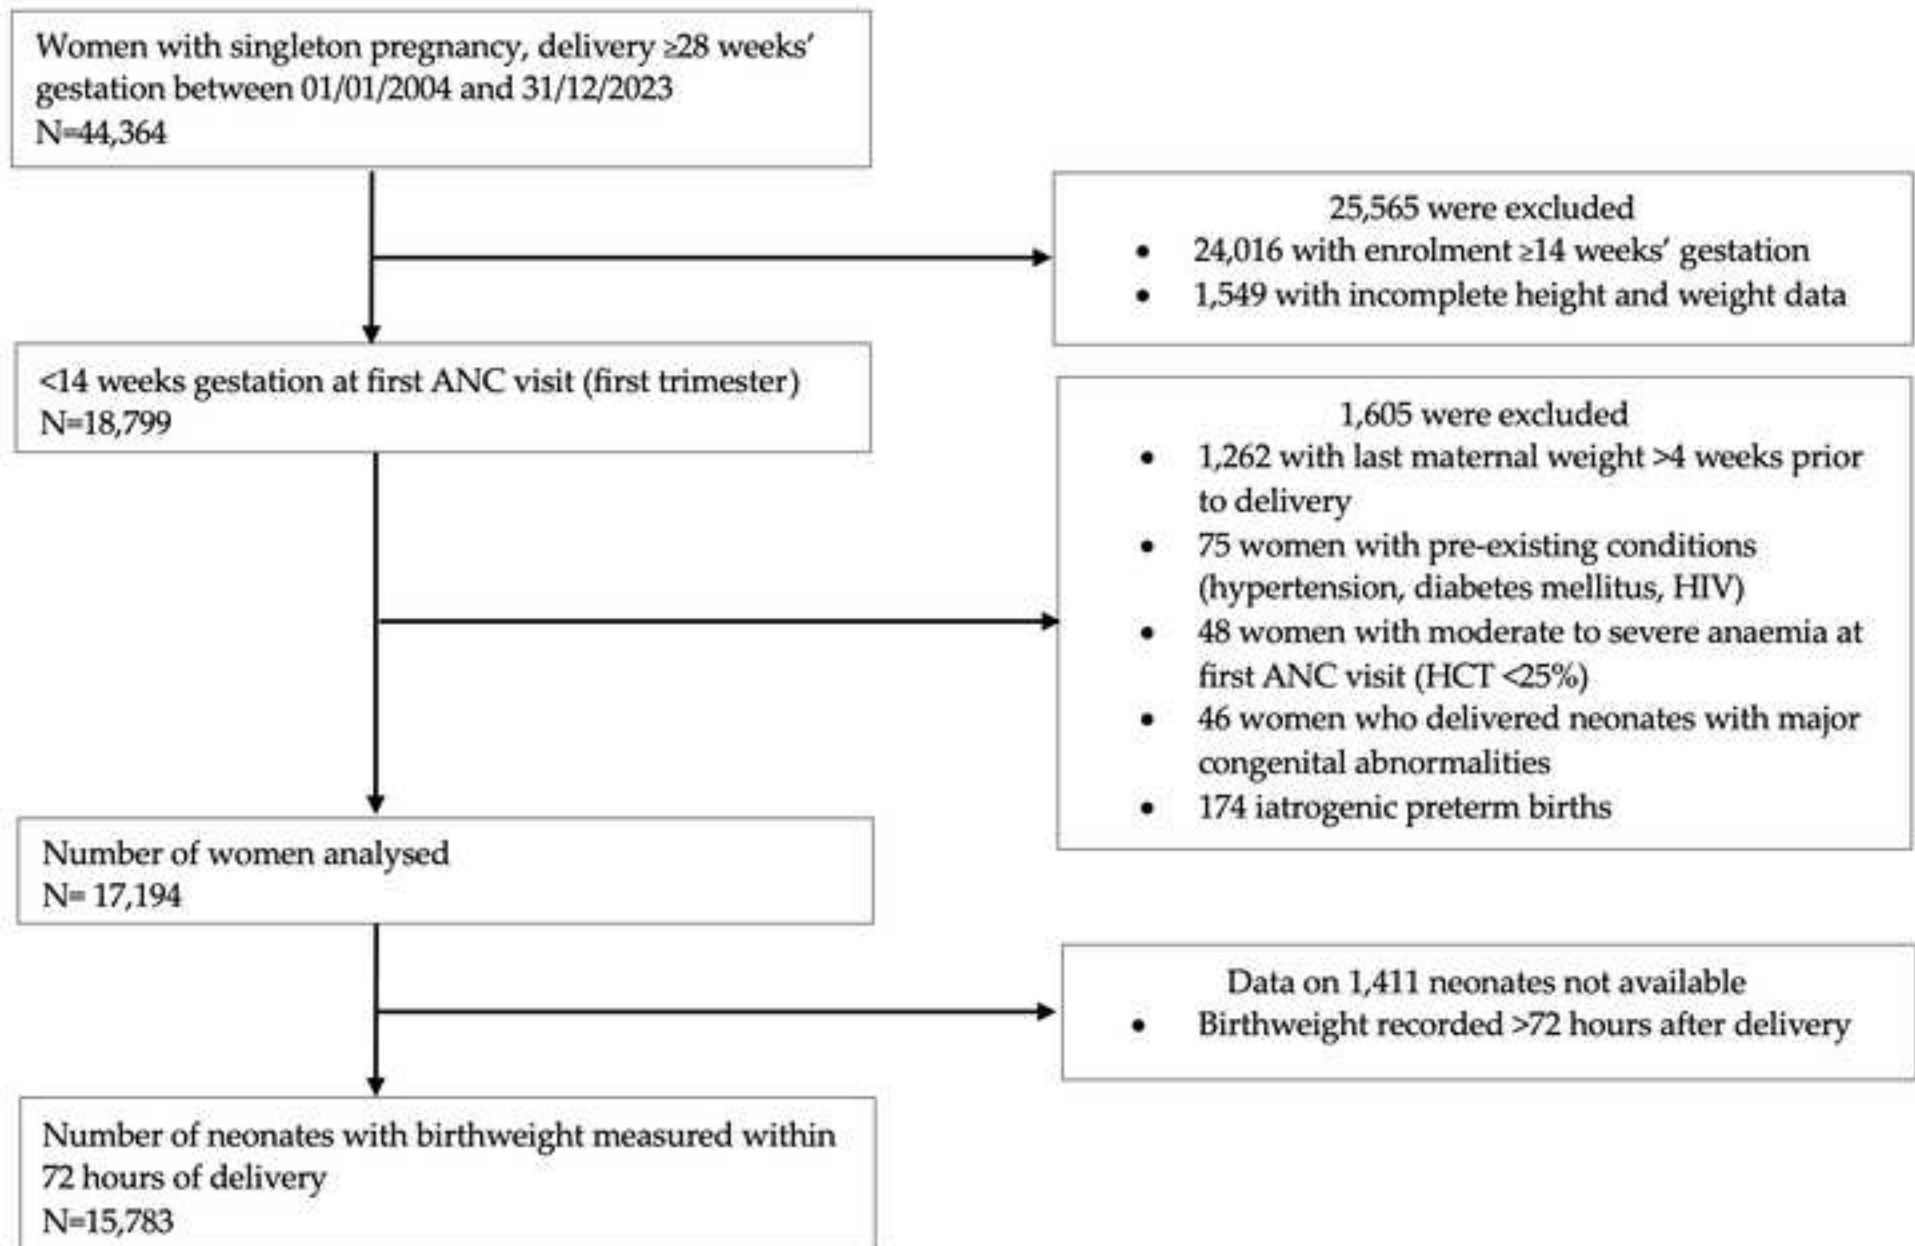 Women with singleton pregnancy, delivery ≥28 weeks'
gestation between 01/01/2004 and 31/12/2023
N=44,364
25,565 were excluded
• 24,016 with enrolment ≥14 weeks' gestation
• 1,549 with incomplete height and weight data
<14 weeks gestation at first ANC visit (first trimester)
N=18,799
1,605 were excluded
• 1,262 with last maternal weight >4 weeks prior
to delivery
• 75 women with pre-existing conditions
(hypertension, diabetes mellitus, HIV)
• 48 women with moderate to severe anaemia at
first ANC visit (HCT <25%)
• 46 women who delivered neonates with major
congenital abnormalities
• 174 iatrogenic preterm births
Number of women analysed
N= 17,194
Data on 1,411 neonates not available
• Birthweight recorded >72 hours after delivery
Number of neonates with birthweight measured within
72 hours of delivery
N=15,783